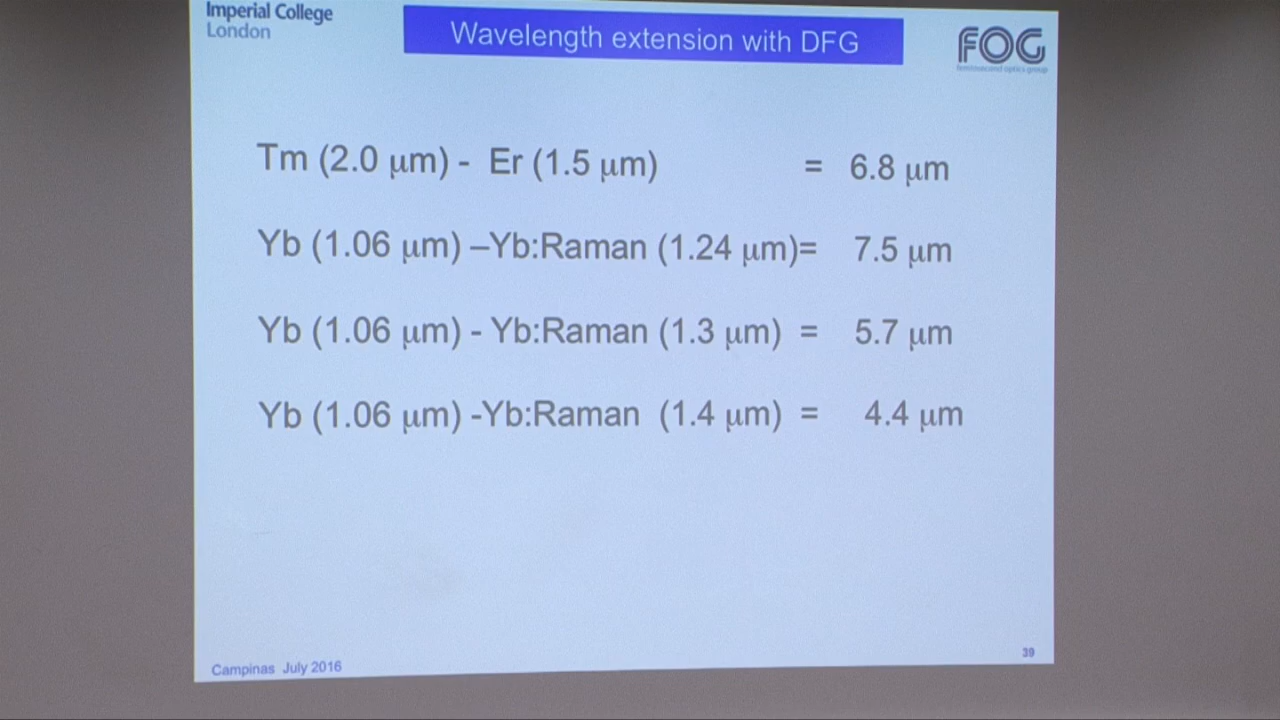 Imperial College
London
Wavelength extension with DFG
FOG
femtosecond optics group
Tm (2.0 μm) - Er (1.5 μm) = 6.8 μm
Yb (1.06 μm) –Yb:Raman (1.24 μm)= 7.5 μm
Yb (1.06 μm) - Yb:Raman (1.3 μm) = 5.7 μm
Yb (1.06 μm) -Yb:Raman (1.4 μm) = 4.4 μm
Campinas July 2016
39